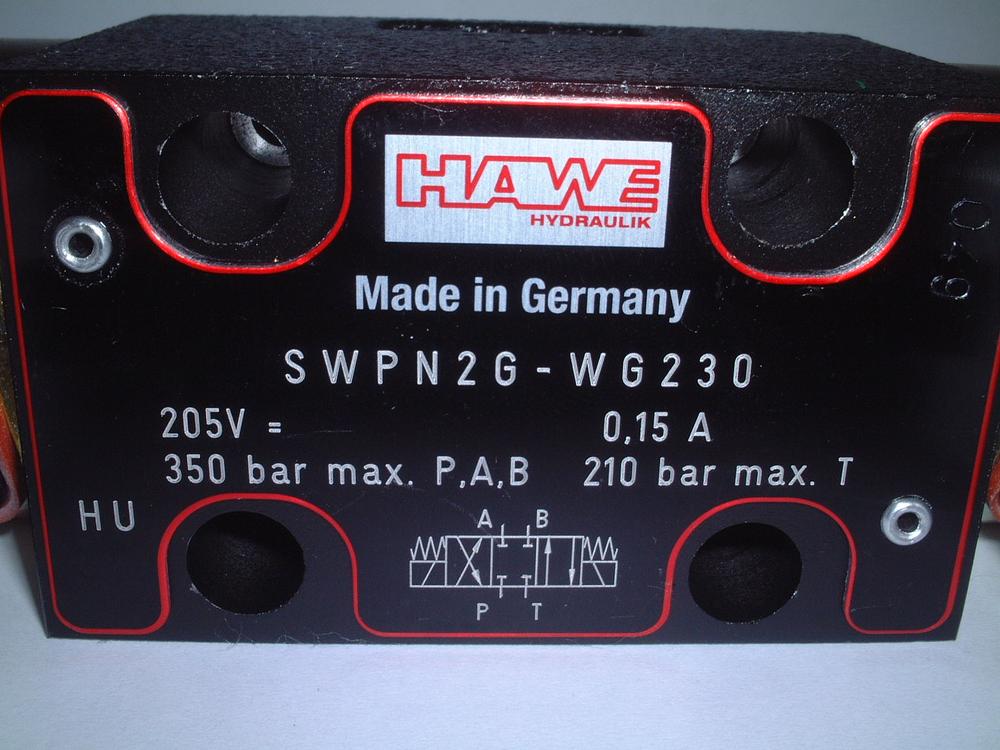 HAWE
HYDRAULIK
Made in Germany
SWPN2G-WG230
205V = 0,15 A
350 bar max. P,A,B 210 bar max. T
HU
A B
P T